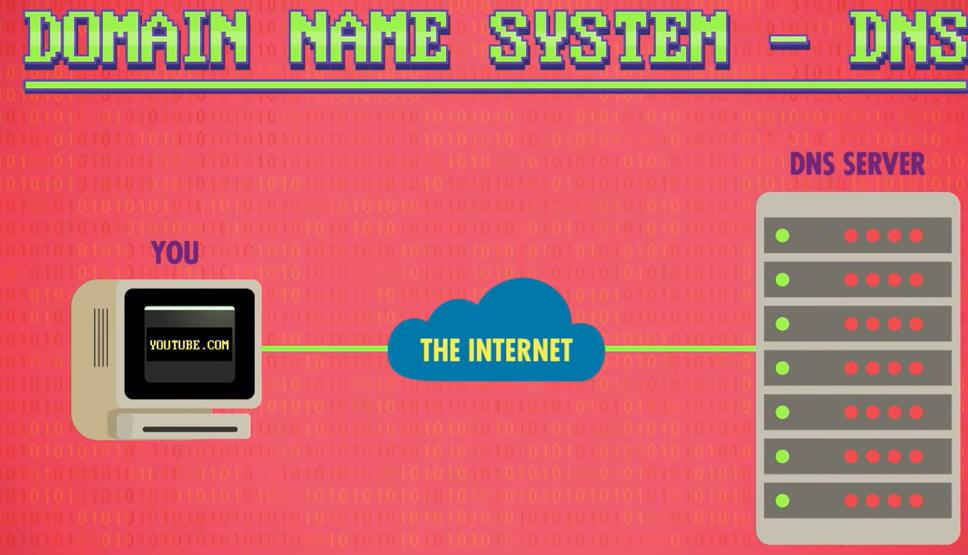 DOMAIN NAME SYSTEM - DNS
DNS SERVER
YOU
YOUTUBE.COM
THE INTERNET